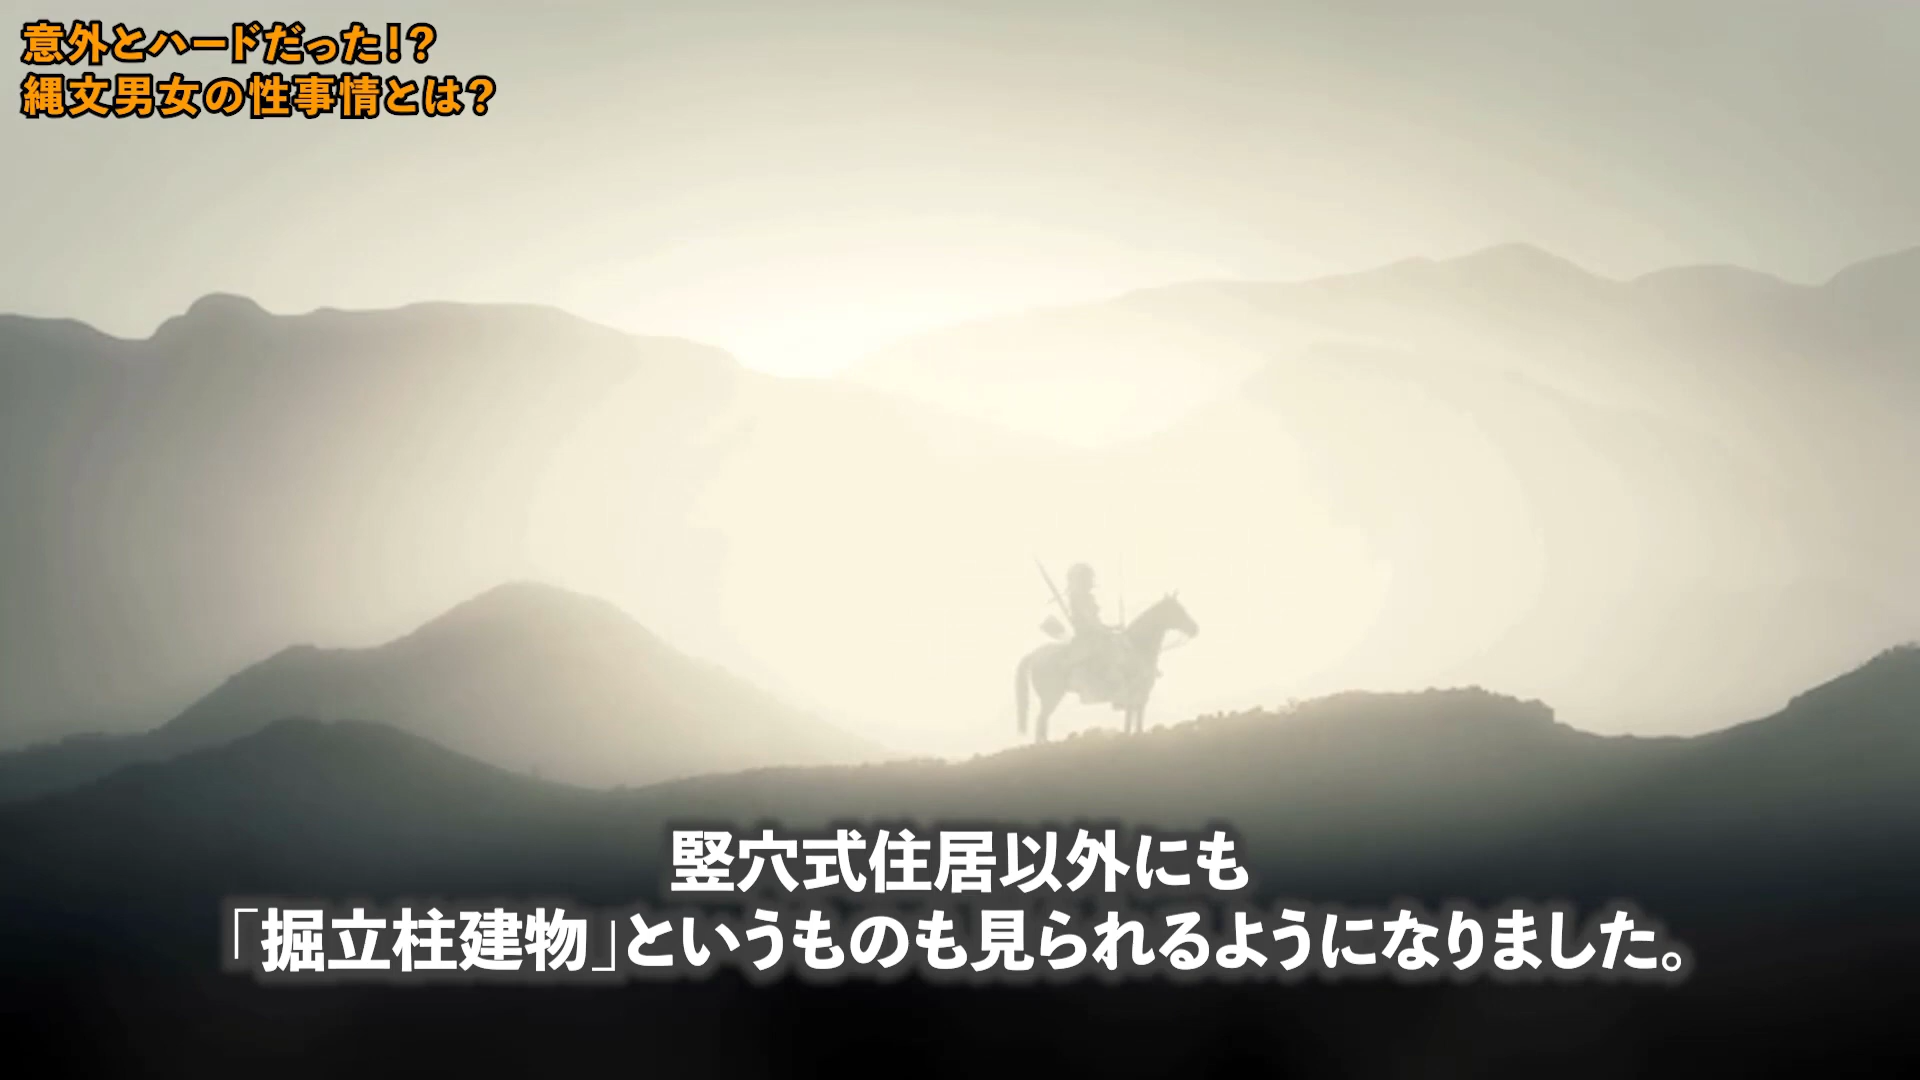 意外とハードだった!?
縄文男女の性事情とは?
竪穴式住居以外にも
「掘立柱建物」というものも見られるようになりました。